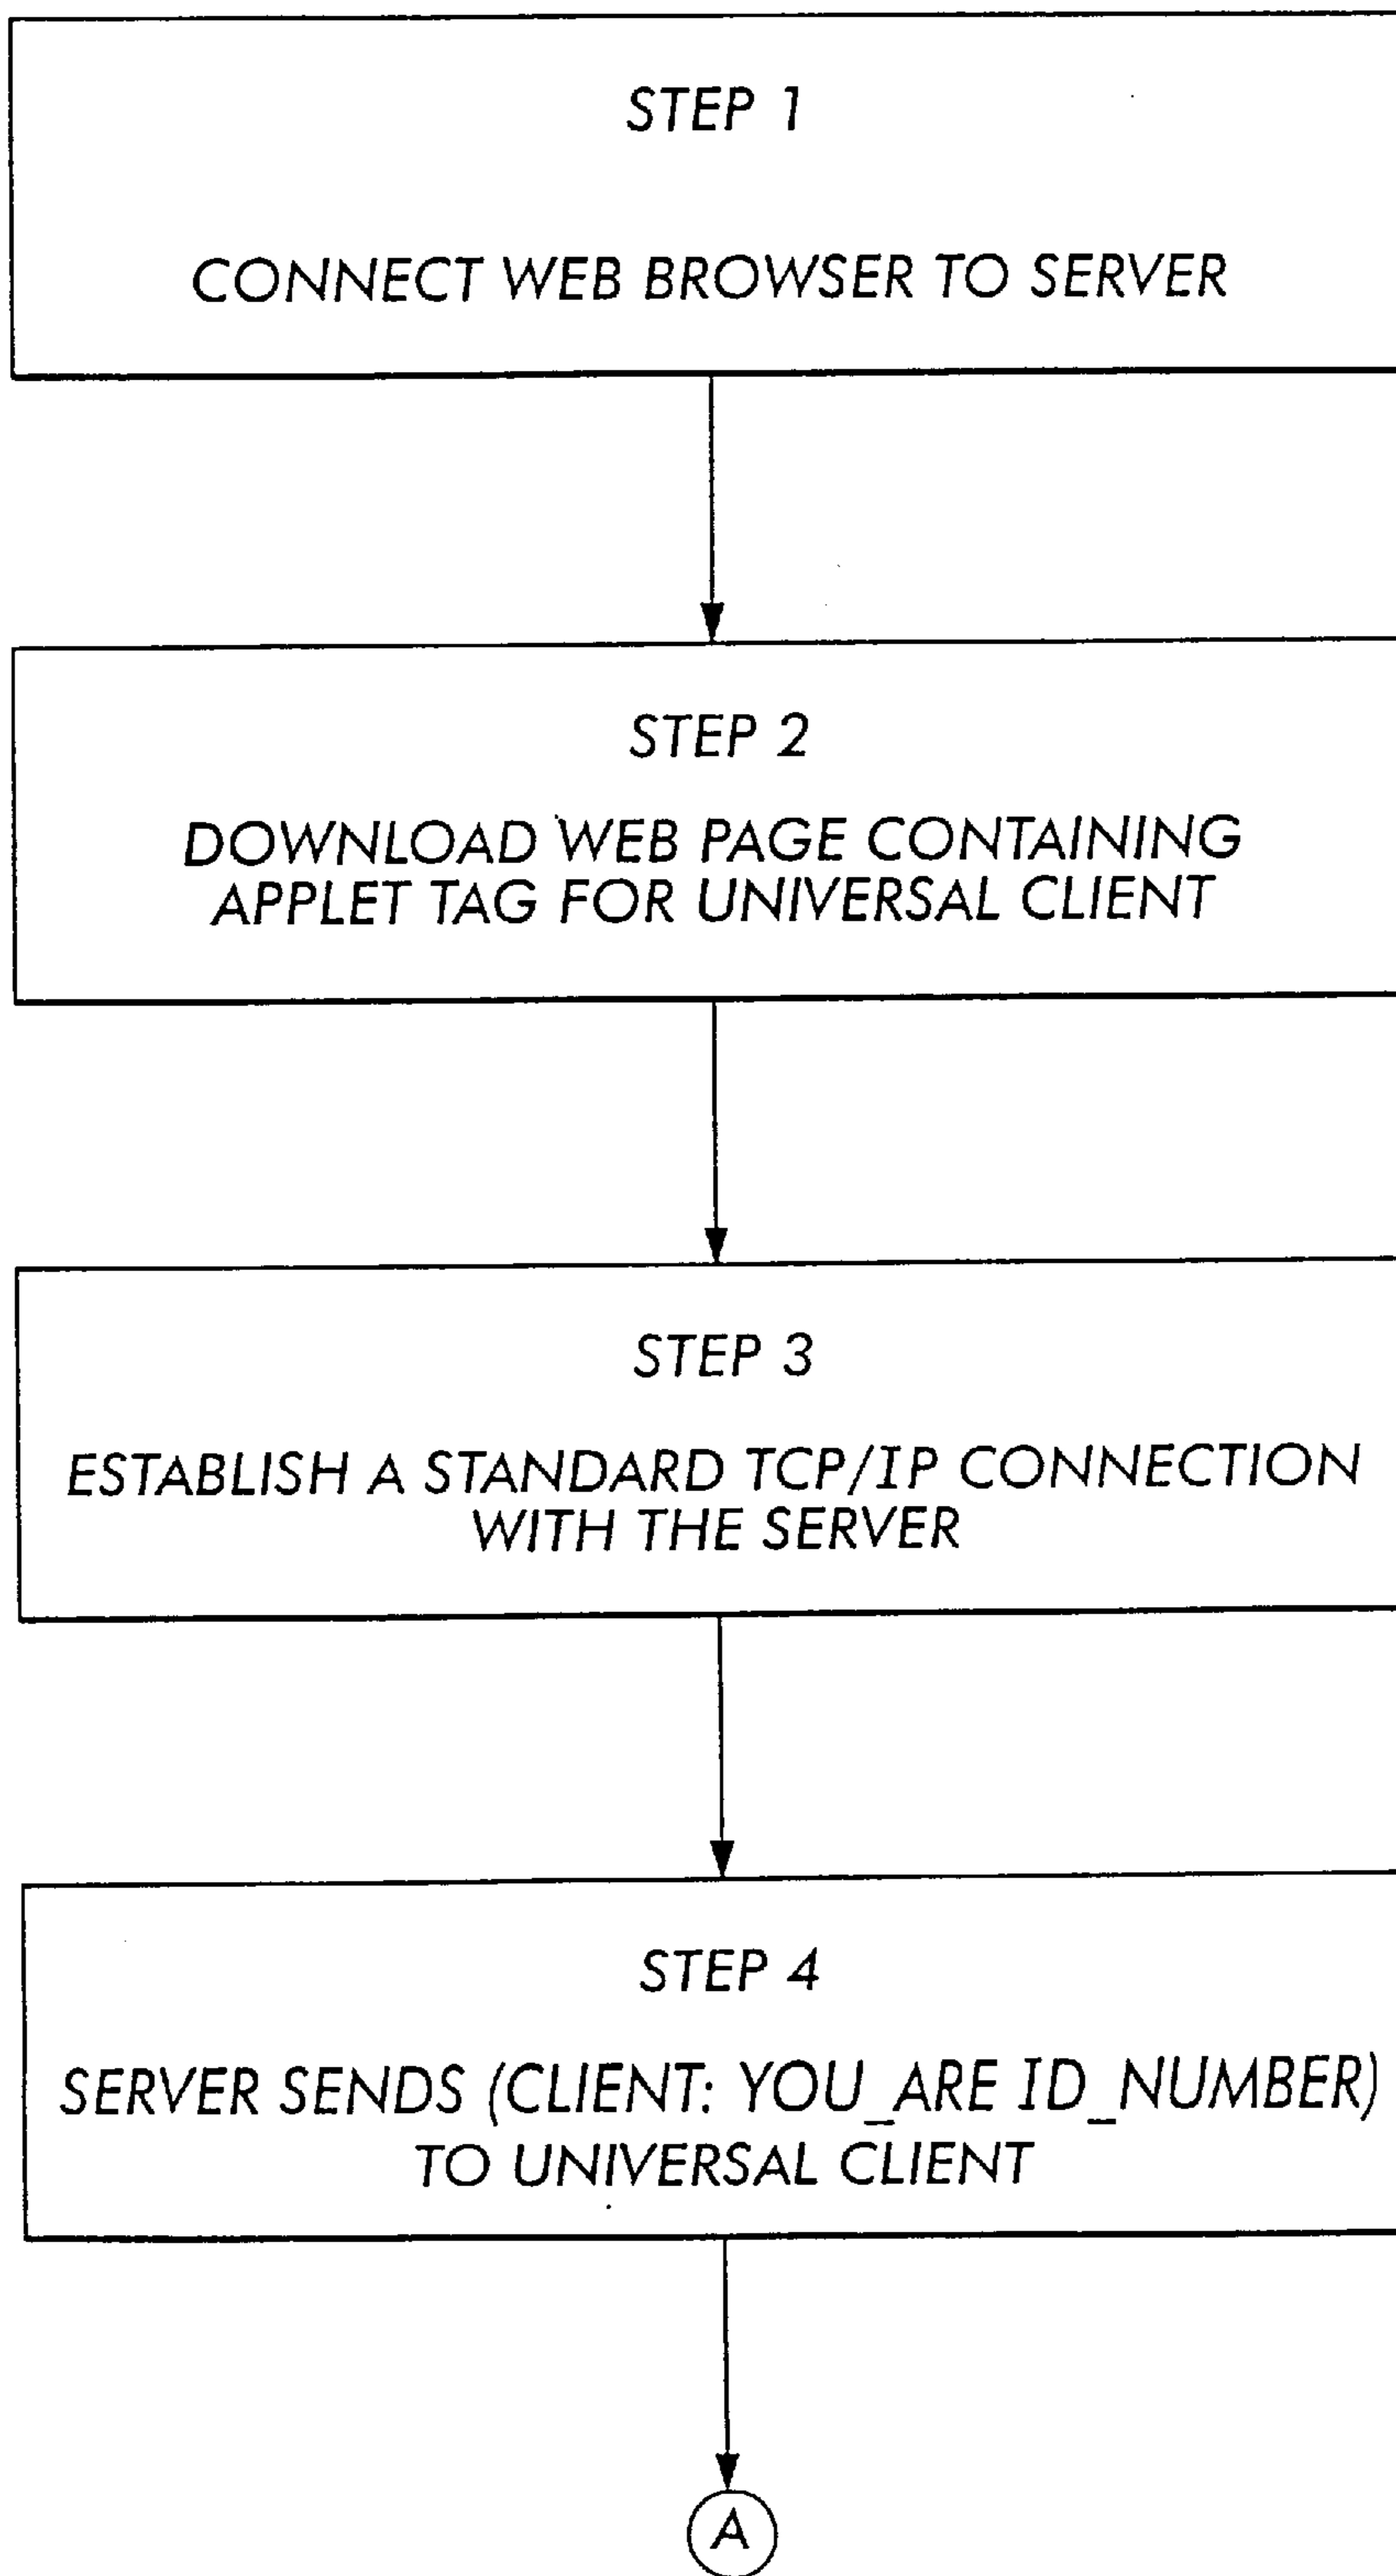 STEP 1
CONNECT WEB BROWSER TO SERVER
STEP 2
DOWNLOAD WEB PAGE CONTAINING
APPLET TAG FOR UNIVERSAL CLIENT
STEP 3
ESTABLISH A STANDARD TCP/IP CONNECTION
WITH THE SERVER
STEP 4
SERVER SENDS (CLIENT: YOU_ARE ID_NUMBER)
TO UNIVERSAL CLIENT
A